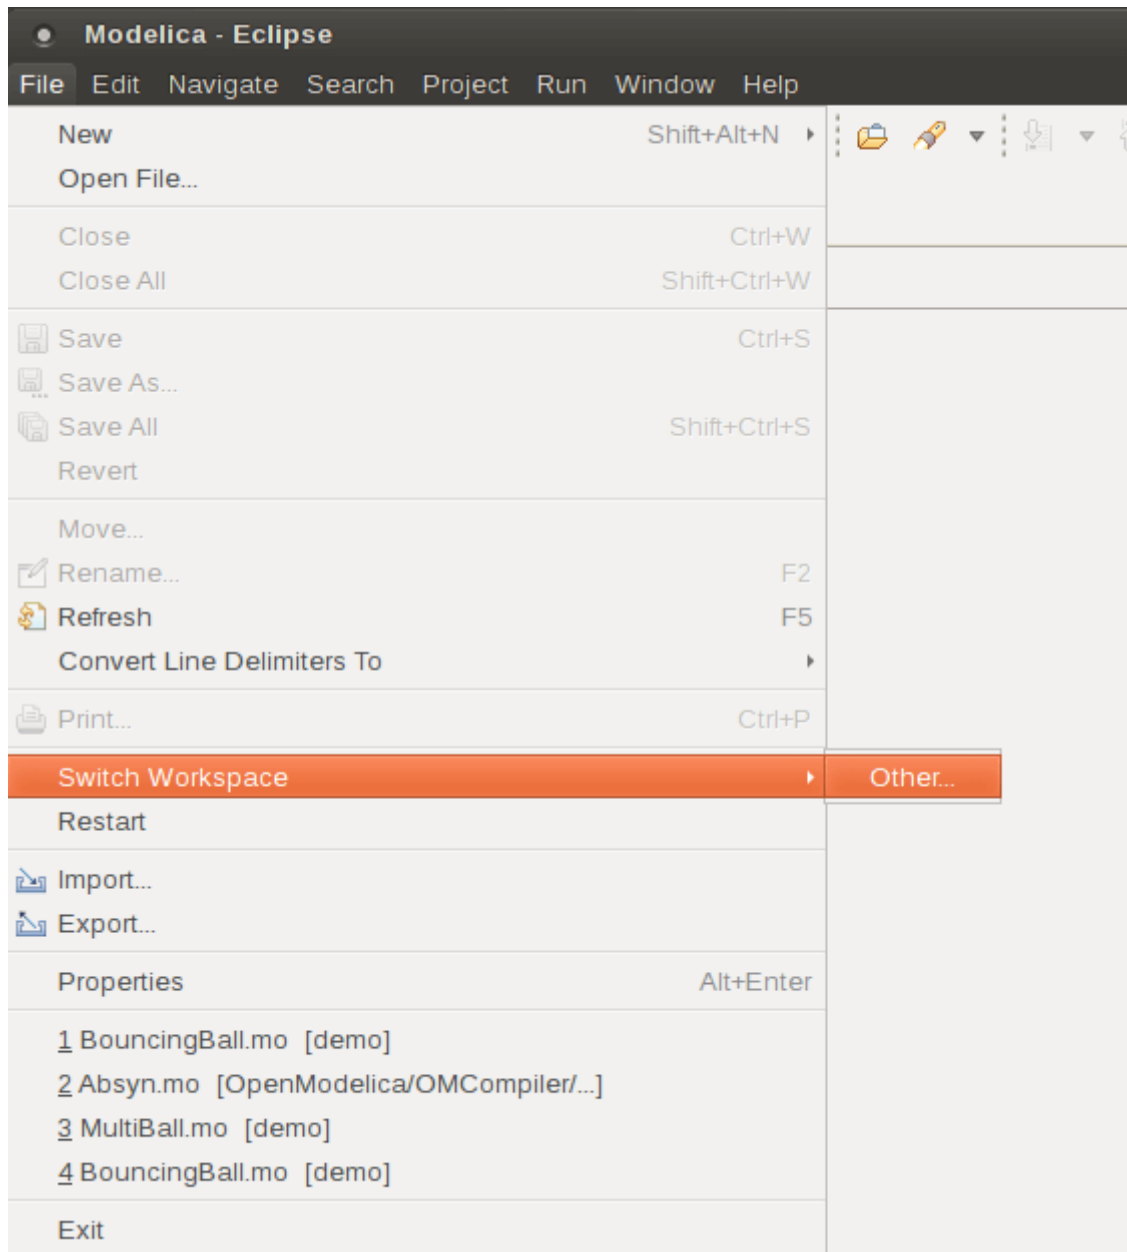 Modelica - Eclipse
File Edit Navigate Search Project Run Window Help
New Shift+Alt+N
Open File...
Close Ctrl+W
Close All Shift+Ctrl+W
Save Ctrl+S
Save As...
Save All Shift+Ctrl+S
Revert
Move...
Rename... F2
Refresh F5
Convert Line Delimiters To
Print... Ctrl+P
Switch Workspace Other...
Restart
Import...
Export...
Properties Alt+Enter
1 BouncingBall.mo [demo]
2 Absyn.mo [OpenModelica/OMCompiler/...]
3 MultiBall.mo [demo]
4 BouncingBall.mo [demo]
Exit